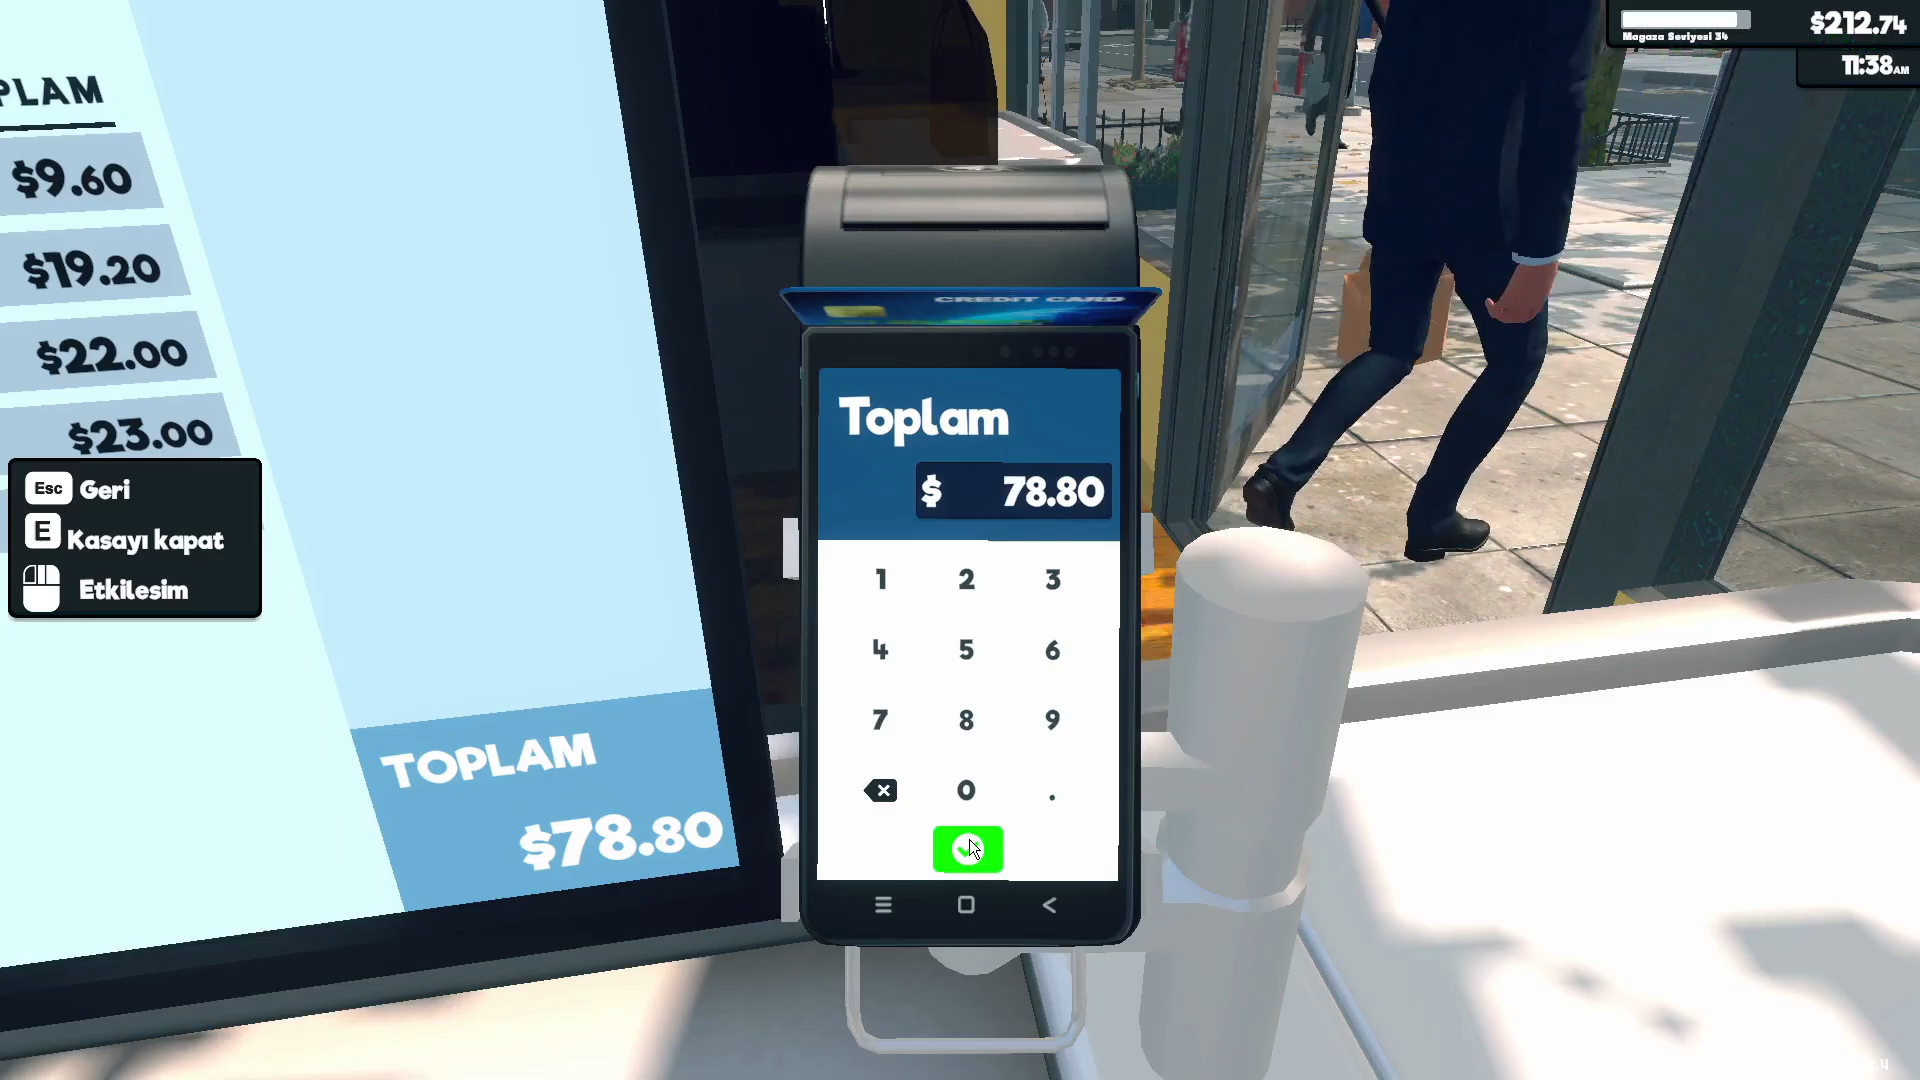 $212.74
Magaza Seviyesi 34
11:38AM
PLAM
$9.60
$19.20
$22.00
$23.00
Esc Geri
E Kasayı kapat
Etkilesim
TOPLAM
$78.80
CREDIT CARD
Toplam
$ 78.80
1 2 3
4 5 6
7 8 9
0 .